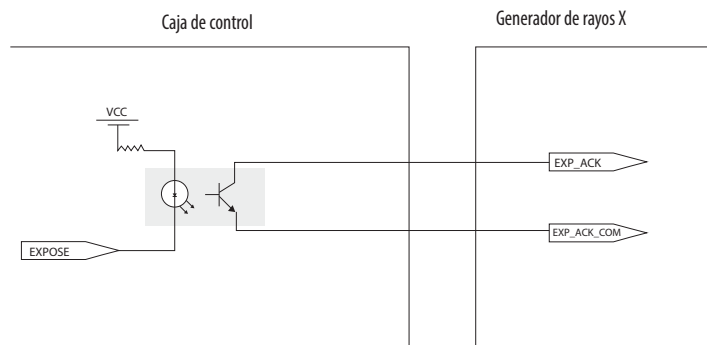 Caja de control
Generador de rayos X
VCC
EXP_ACK
EXP_ACK_COM
EXPOSE